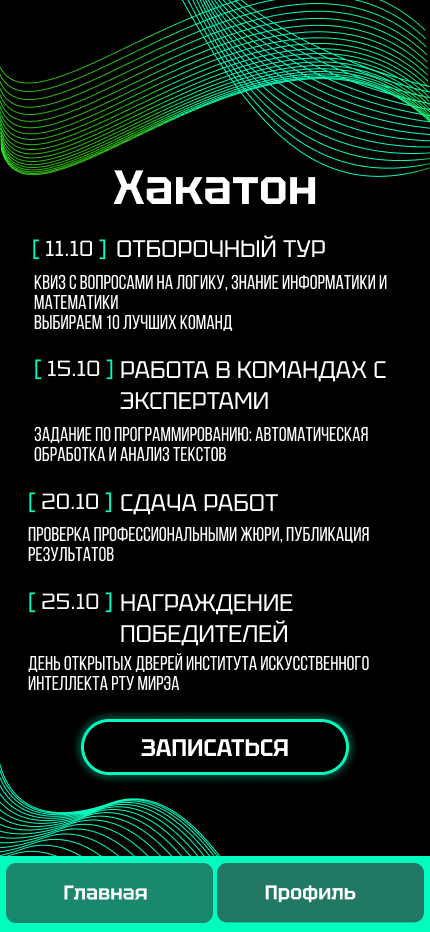 Хакатон
[ 11.10 ] ОТБОРОЧНЫЙ ТУР
КВИЗ С ВОПРОСАМИ НА ЛОГИКУ, ЗНАНИЕ ИНФОРМАТИКИ И
МАТЕМАТИКИ
ВЫБИРАЕМ 10 ЛУЧШИХ КОМАНД
[ 15.10 ] РАБОТА В КОМАНДАХ С
ЭКСПЕРТАМИ
ЗАДАНИЕ ПО ПРОГРАММИРОВАНИЮ: АВТОМАТИЧЕСКАЯ
ОБРАБОТКА И АНАЛИЗ ТЕКСТОВ
[ 20.10 ] СДАЧА РАБОТ
ПРОВЕРКА ПРОФЕССИОНАЛЬНЫМИ ЖЮРИ, ПУБЛИКАЦИЯ
РЕЗУЛЬТАТОВ
[ 25.10 ] НАГРАЖДЕНИЕ
ПОБЕДИТЕЛЕЙ
ДЕНЬ ОТКРЫТЫХ ДВЕРЕЙ ИНСТИТУТА ИСКУССТВЕННОГО
ИНТЕЛЛЕКТА РТУ МИРЭА
ЗАПИСАТЬСЯ
Главная Профиль